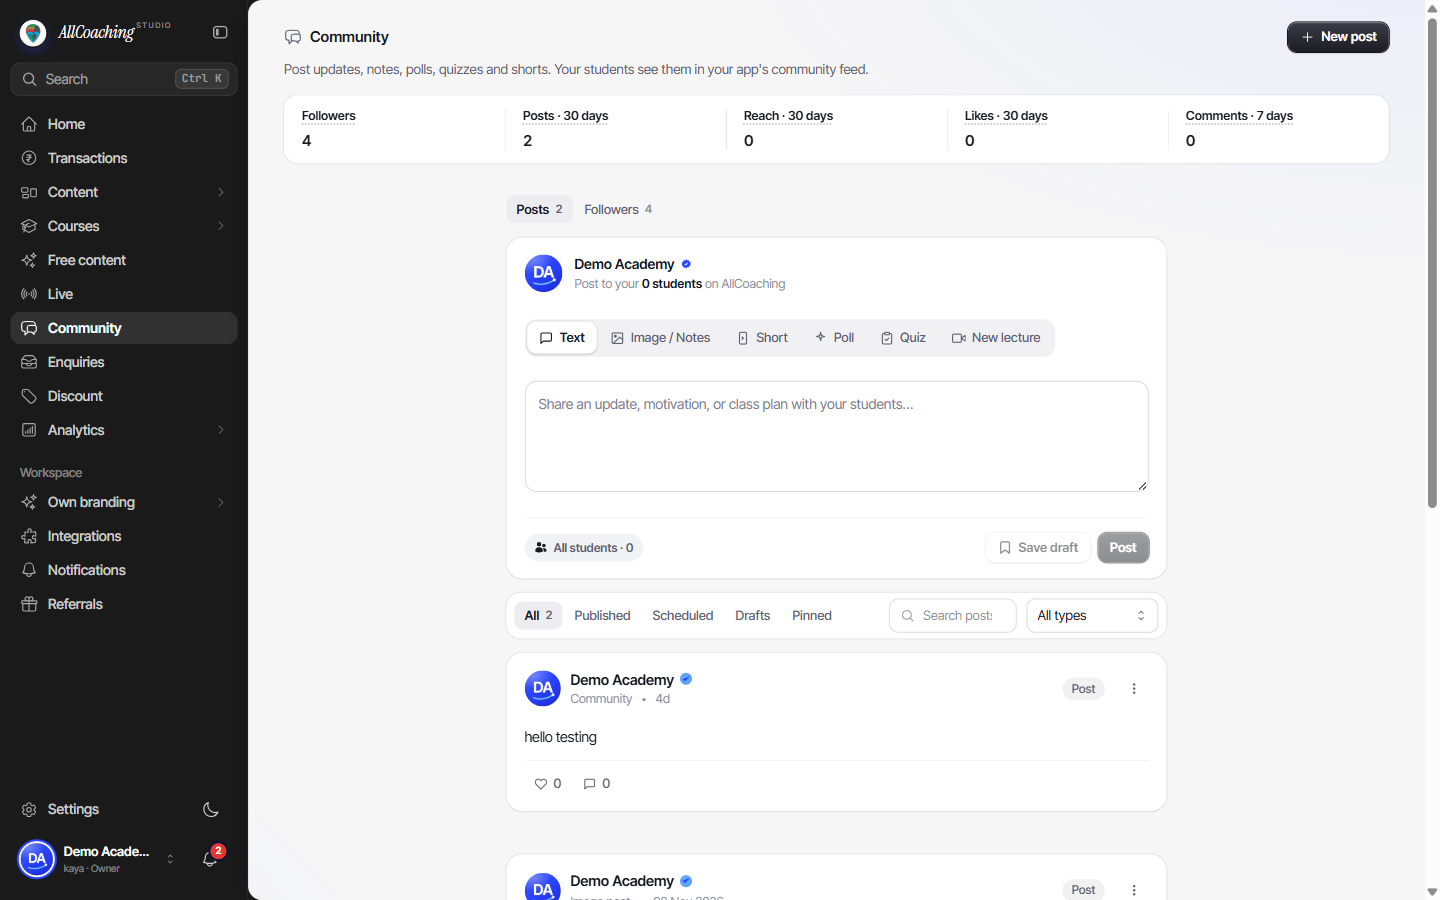 AllCoaching STUDIO
Search Ctrl K
Home
Transactions
Content
Courses
Free content
Live
Community
Enquiries
Discount
Analytics
Workspace
Own branding
Integrations
Notifications
Referrals
Settings
DA Demo Acade...
kaya · Owner
2
Community
New post
Post updates, notes, polls, quizzes and shorts. Your students see them in your app's community feed.
Followers Posts · 30 days Reach · 30 days Likes · 30 days Comments · 7 days
4 2 0 0 0
Posts 2 Followers 4
DA Demo Academy
Post to your 0 students on AllCoaching
Text Image / Notes Short Poll Quiz New lecture
Share an update, motivation, or class plan with your students...
All students · 0 Save draft Post
All 2 Published Scheduled Drafts Pinned Search posts All types
DA Demo Academy Post
Community • 4d
hello testing
0 0
DA Demo Academy Post